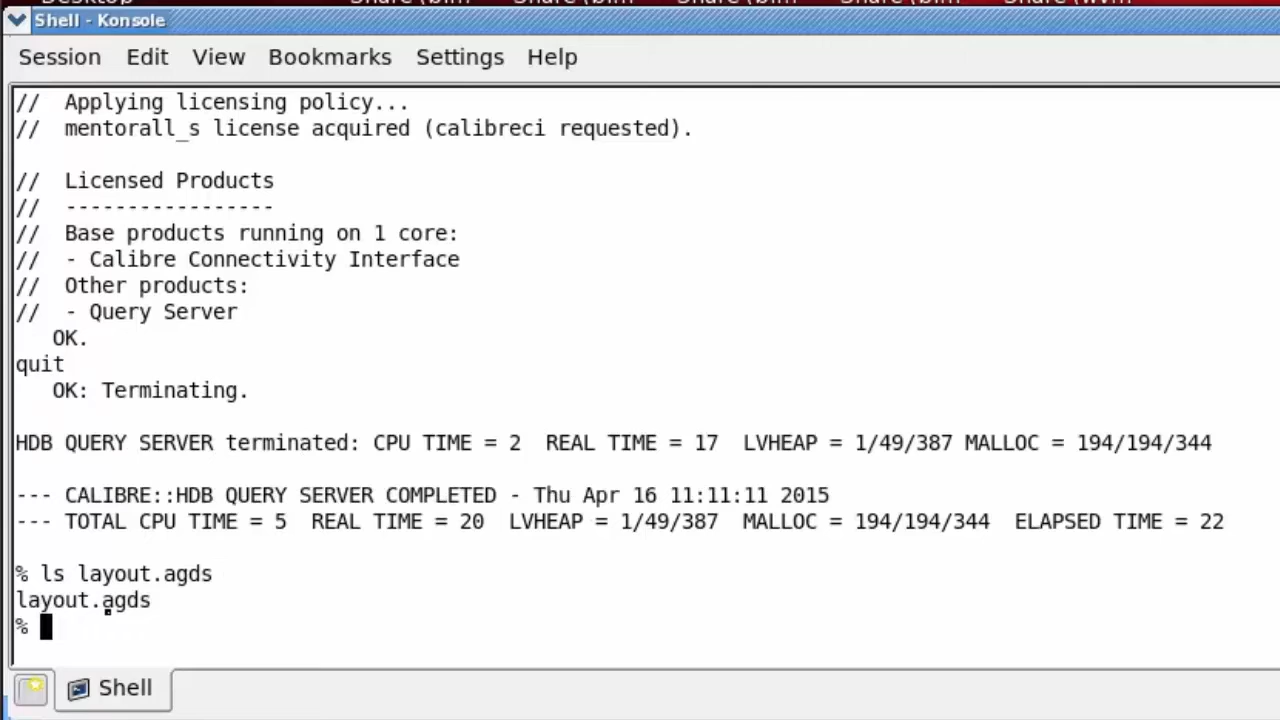 Desktop
Shell - Konsole
Session Edit View Bookmarks Settings Help
// Applying licensing policy...
// mentorall_s license acquired (calibreci requested).
// Licensed Products
// -----------------
// Base products running on 1 core:
// - Calibre Connectivity Interface
// Other products:
// - Query Server
OK.
quit
OK: Terminating.
HDB QUERY SERVER terminated: CPU TIME = 2 REAL TIME = 17 LVHEAP = 1/49/387 MALLOC = 194/194/344
--- CALIBRE::HDB QUERY SERVER COMPLETED - Thu Apr 16 11:11:11 2015
--- TOTAL CPU TIME = 5 REAL TIME = 20 LVHEAP = 1/49/387 MALLOC = 194/194/344 ELAPSED TIME = 22
% ls layout.agds
layout.agds
%
Shell